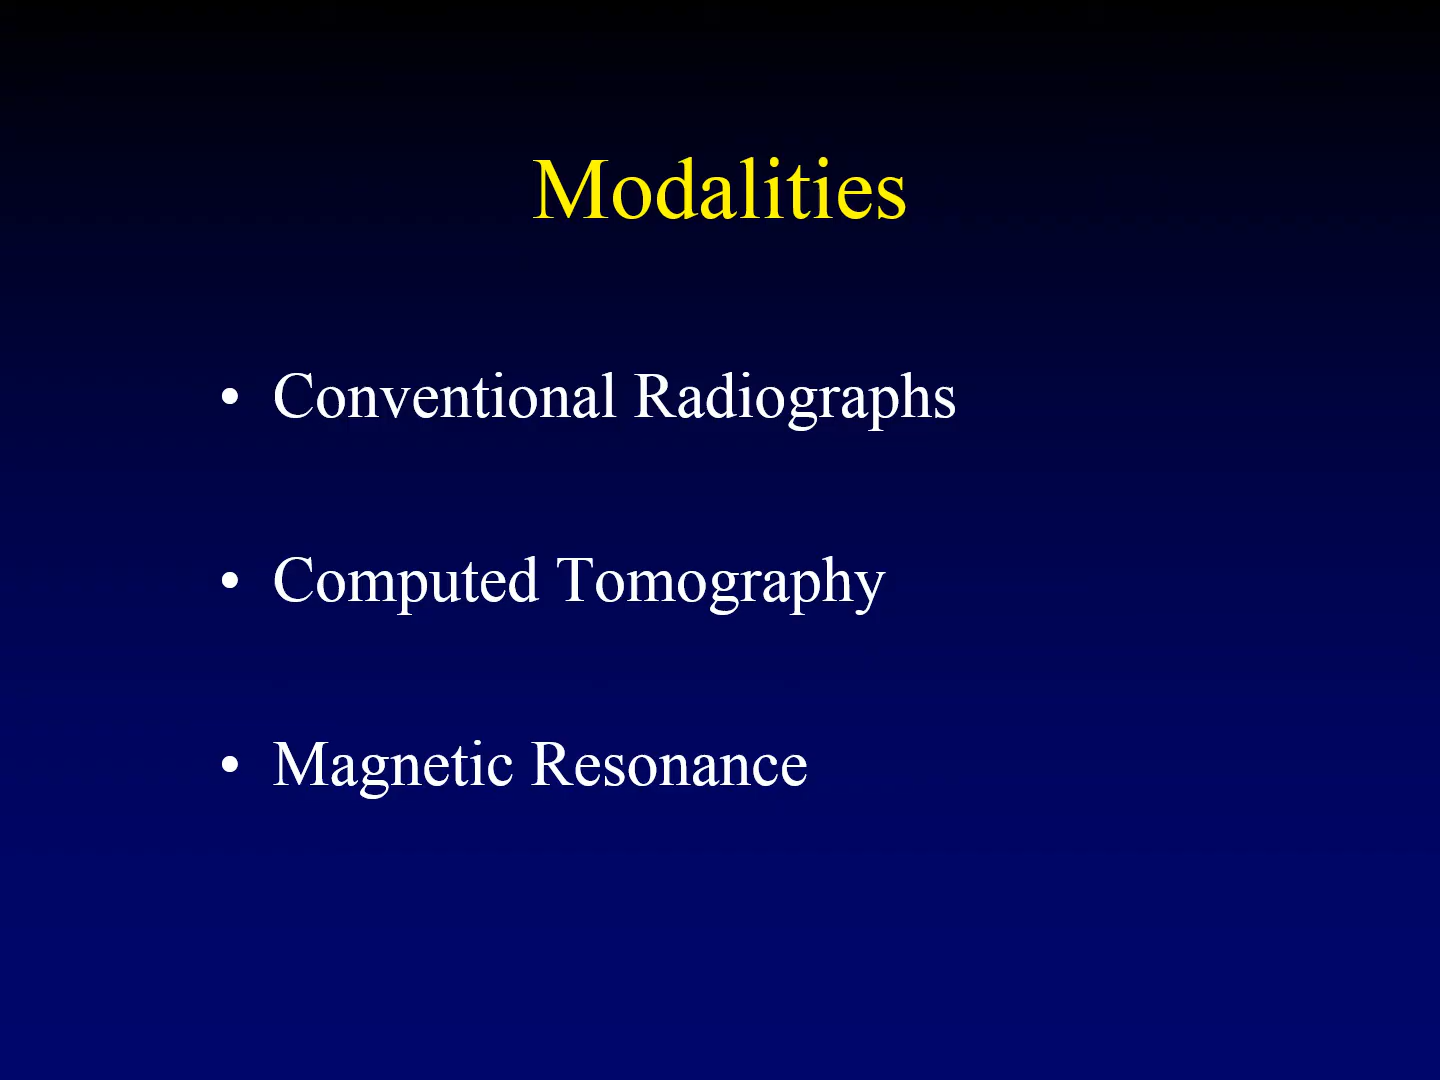 Modalities
• Conventional Radiographs
• Computed Tomography
• Magnetic Resonance